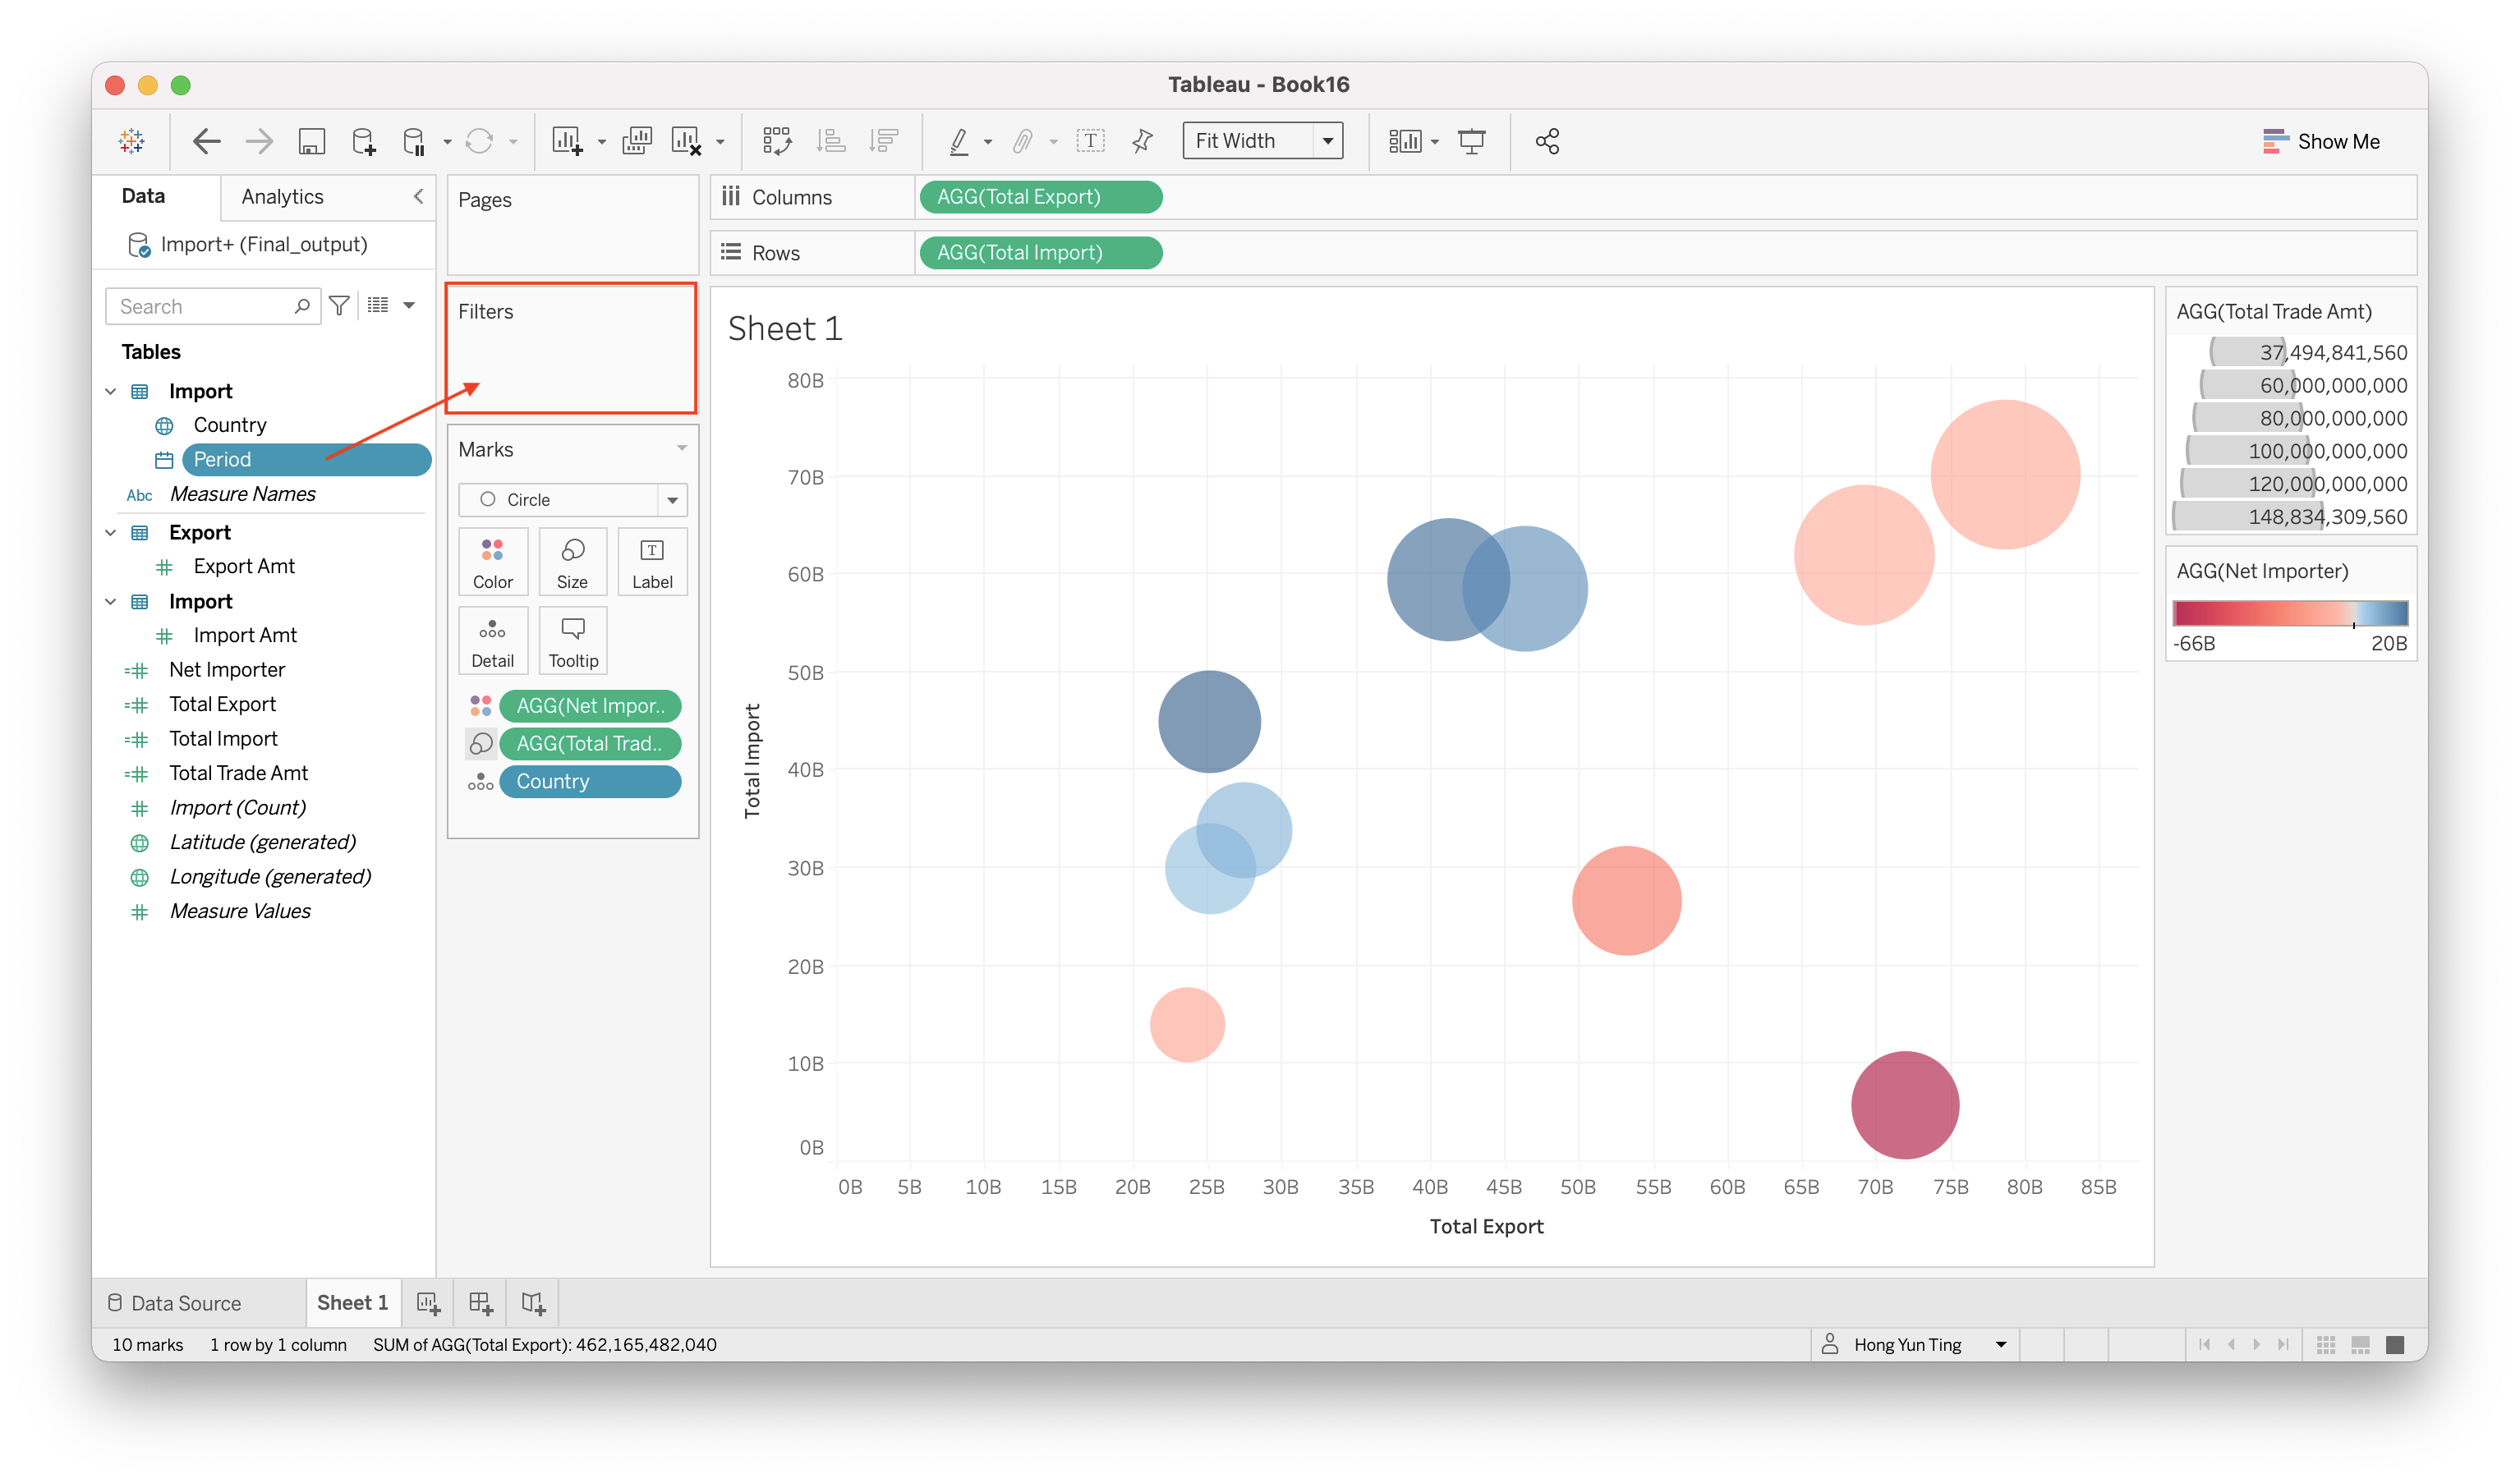 Tableau - Book16
Fit Width
Show Me
Data
Analytics
Import+ (Final_output)
Search
Tables
Import
Country
Period
Abc Measure Names
Export
Export Amt
Import
Import Amt
Net Importer
Total Export
Total Import
Total Trade Amt
Import (Count)
Latitude (generated)
Longitude (generated)
Measure Values
Pages
Filters
Marks
Circle
Color Size Label
Detail Tooltip
AGG(Net Impor..
AGG(Total Trad..
Country
Columns AGG(Total Export)
Rows AGG(Total Import)
Sheet 1
80B
70B
60B
50B
40B
30B
20B
10B
0B
Total Import
0B 5B 10B 15B 20B 25B 30B 35B 40B 45B 50B 55B 60B 65B 70B 75B 80B 85B
Total Export
AGG(Total Trade Amt)
37,494,841,560
60,000,000,000
80,000,000,000
100,000,000,000
120,000,000,000
148,834,309,560
AGG(Net Importer)
-66B 20B
Data Source
Sheet 1
10 marks 1 row by 1 column SUM of AGG(Total Export): 462,165,482,040
Hong Yun Ting